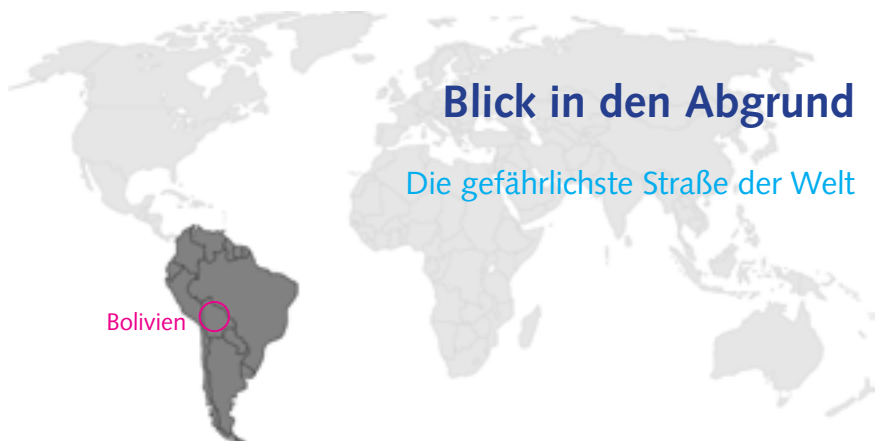 Blick in den Abgrund
Die gefährlichste Straße der Welt
Bolivien